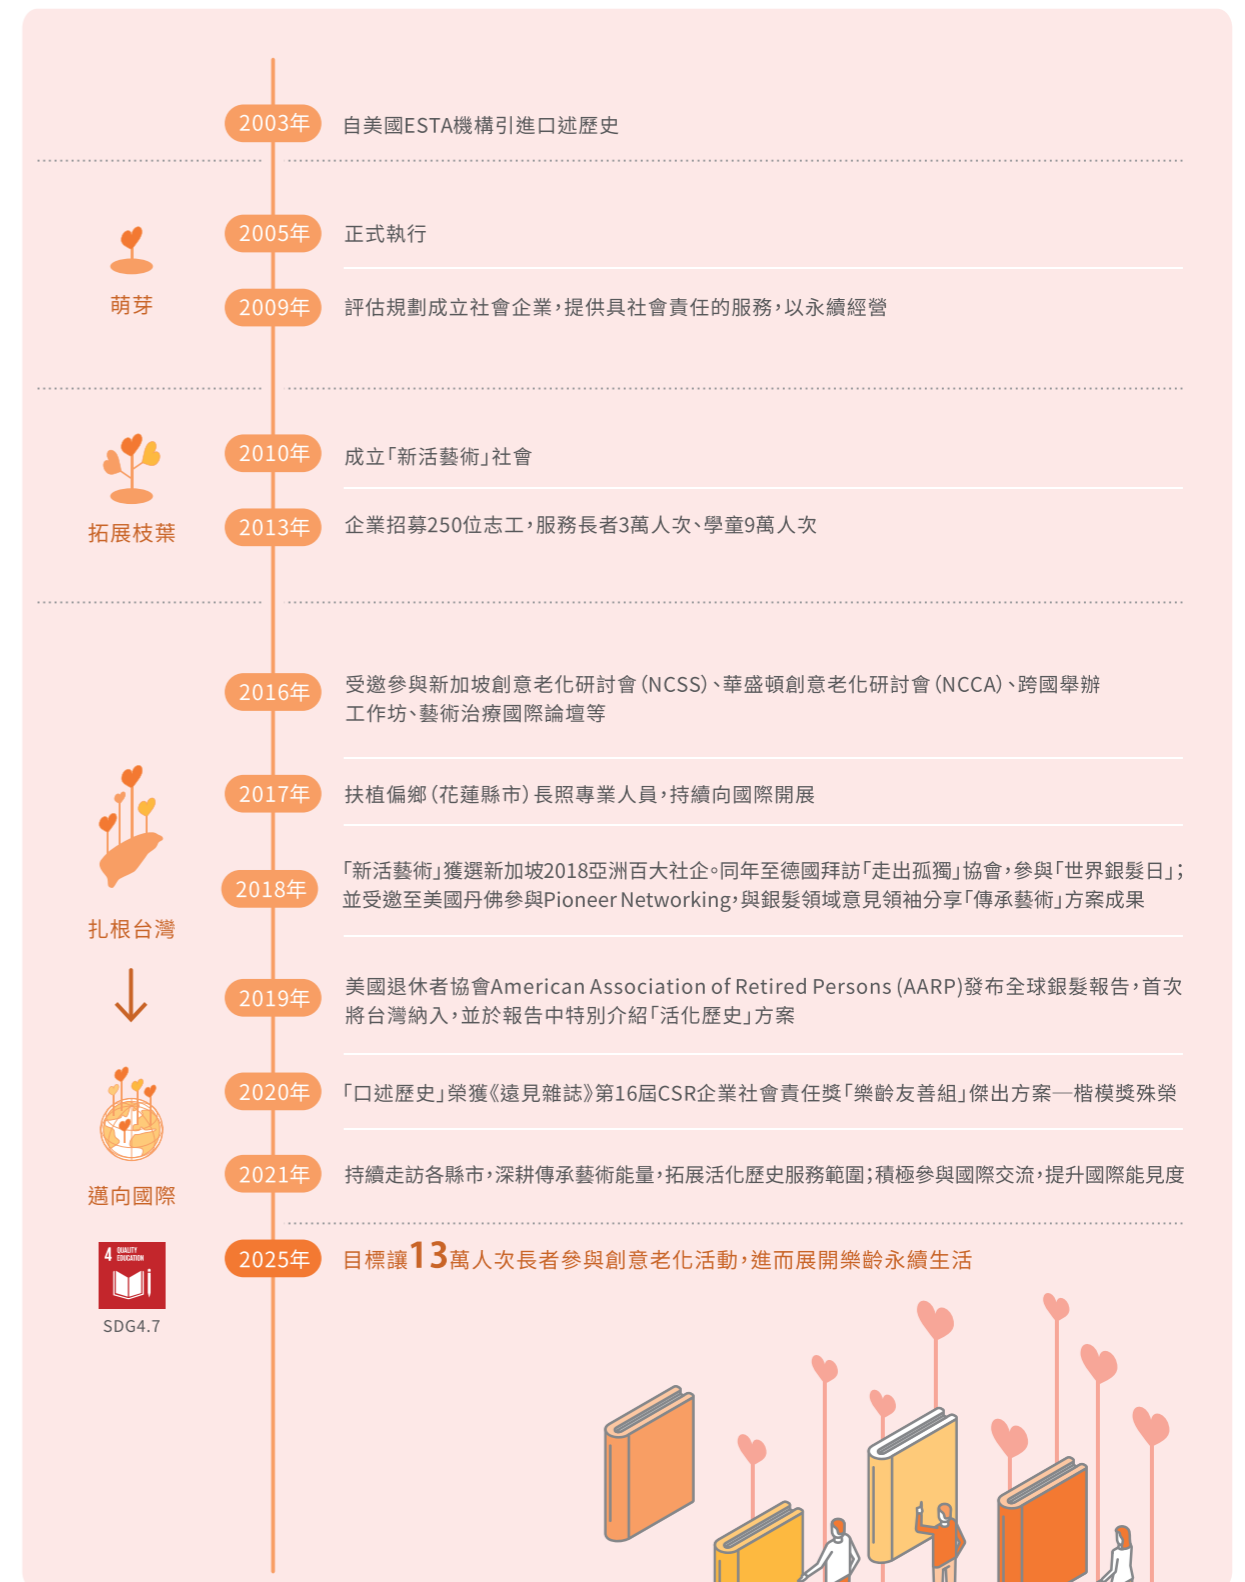 2003年
自美國ESTA機構引進口述歷史
2005年
正式執行
萌芽
2009年
評估規劃成立社會企業，提供具社會責任的服務，以永續經營
2010年
成立「新活藝術」社會
拓展枝葉
2013年
企業招募250位志工，服務長者3萬人次、學童9萬人次
2016年
受邀參與新加坡創意老化研討會（NCSS）、華盛頓創意老化研討會（NCCA）、跨國舉辦
工作坊、藝術治療國際論壇等
2017年
扶植偏鄉（花蓮縣市）長照專業人員，持續向國際開展
2018年
「新活藝術」獲選新加坡2018亞洲百大社企。同年至德國拜訪「走出孤獨」協會，參與「世界銀髮日」；
並受邀至美國丹佛參與Pioneer Networking，與銀髮領域意見領袖分享「傳承藝術」方案成果
扎根台灣
2019年
美國退休者協會American Association of Retired Persons (AARP)發布全球銀髮報告，首次
將台灣納入，並於報告中特別介紹「活化歷史」方案
2020年
「口述歷史」榮獲《遠見雜誌》第16屆CSR企業社會責任獎「樂齡友善組」傑出方案─楷模獎殊榮
2021年
持續走訪各縣市，深耕傳承藝術能量，拓展活化歷史服務範圍；積極參與國際交流，提升國際能見度
邁向國際
2025年
目標讓13萬人次長者參與創意老化活動，進而展開樂齡永續生活
4 QUALITY
EDUCATION
SDG4.7